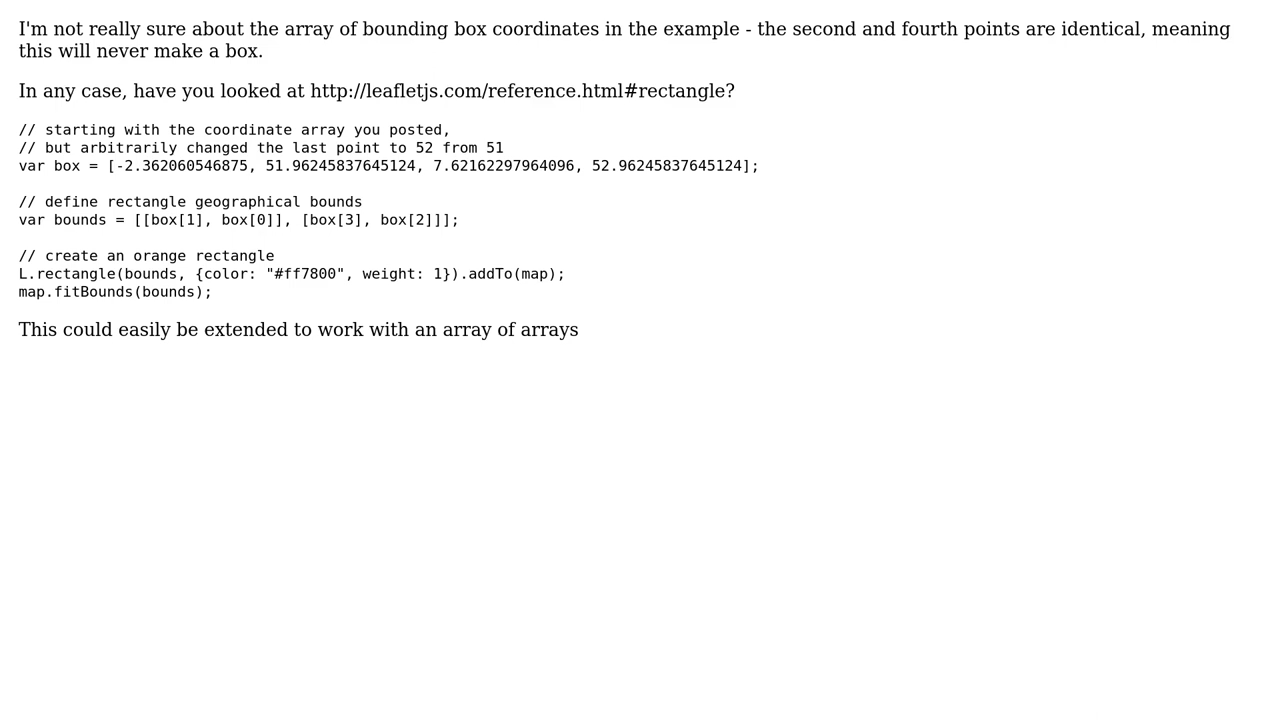 I'm not really sure about the array of bounding box coordinates in the example - the second and fourth points are identical, meaning
this will never make a box.
In any case, have you looked at http://leafletjs.com/reference.html#rectangle?
// starting with the coordinate array you posted,
// but arbitrarily changed the last point to 52 from 51
var box = [-2.362060546875, 51.96245837645124, 7.62162297964096, 52.96245837645124];
// define rectangle geographical bounds
var bounds = [[box[1], box[0]], [box[3], box[2]]];
// create an orange rectangle
L.rectangle(bounds, {color: "#ff7800", weight: 1}).addTo(map);
map.fitBounds(bounds);
This could easily be extended to work with an array of arrays